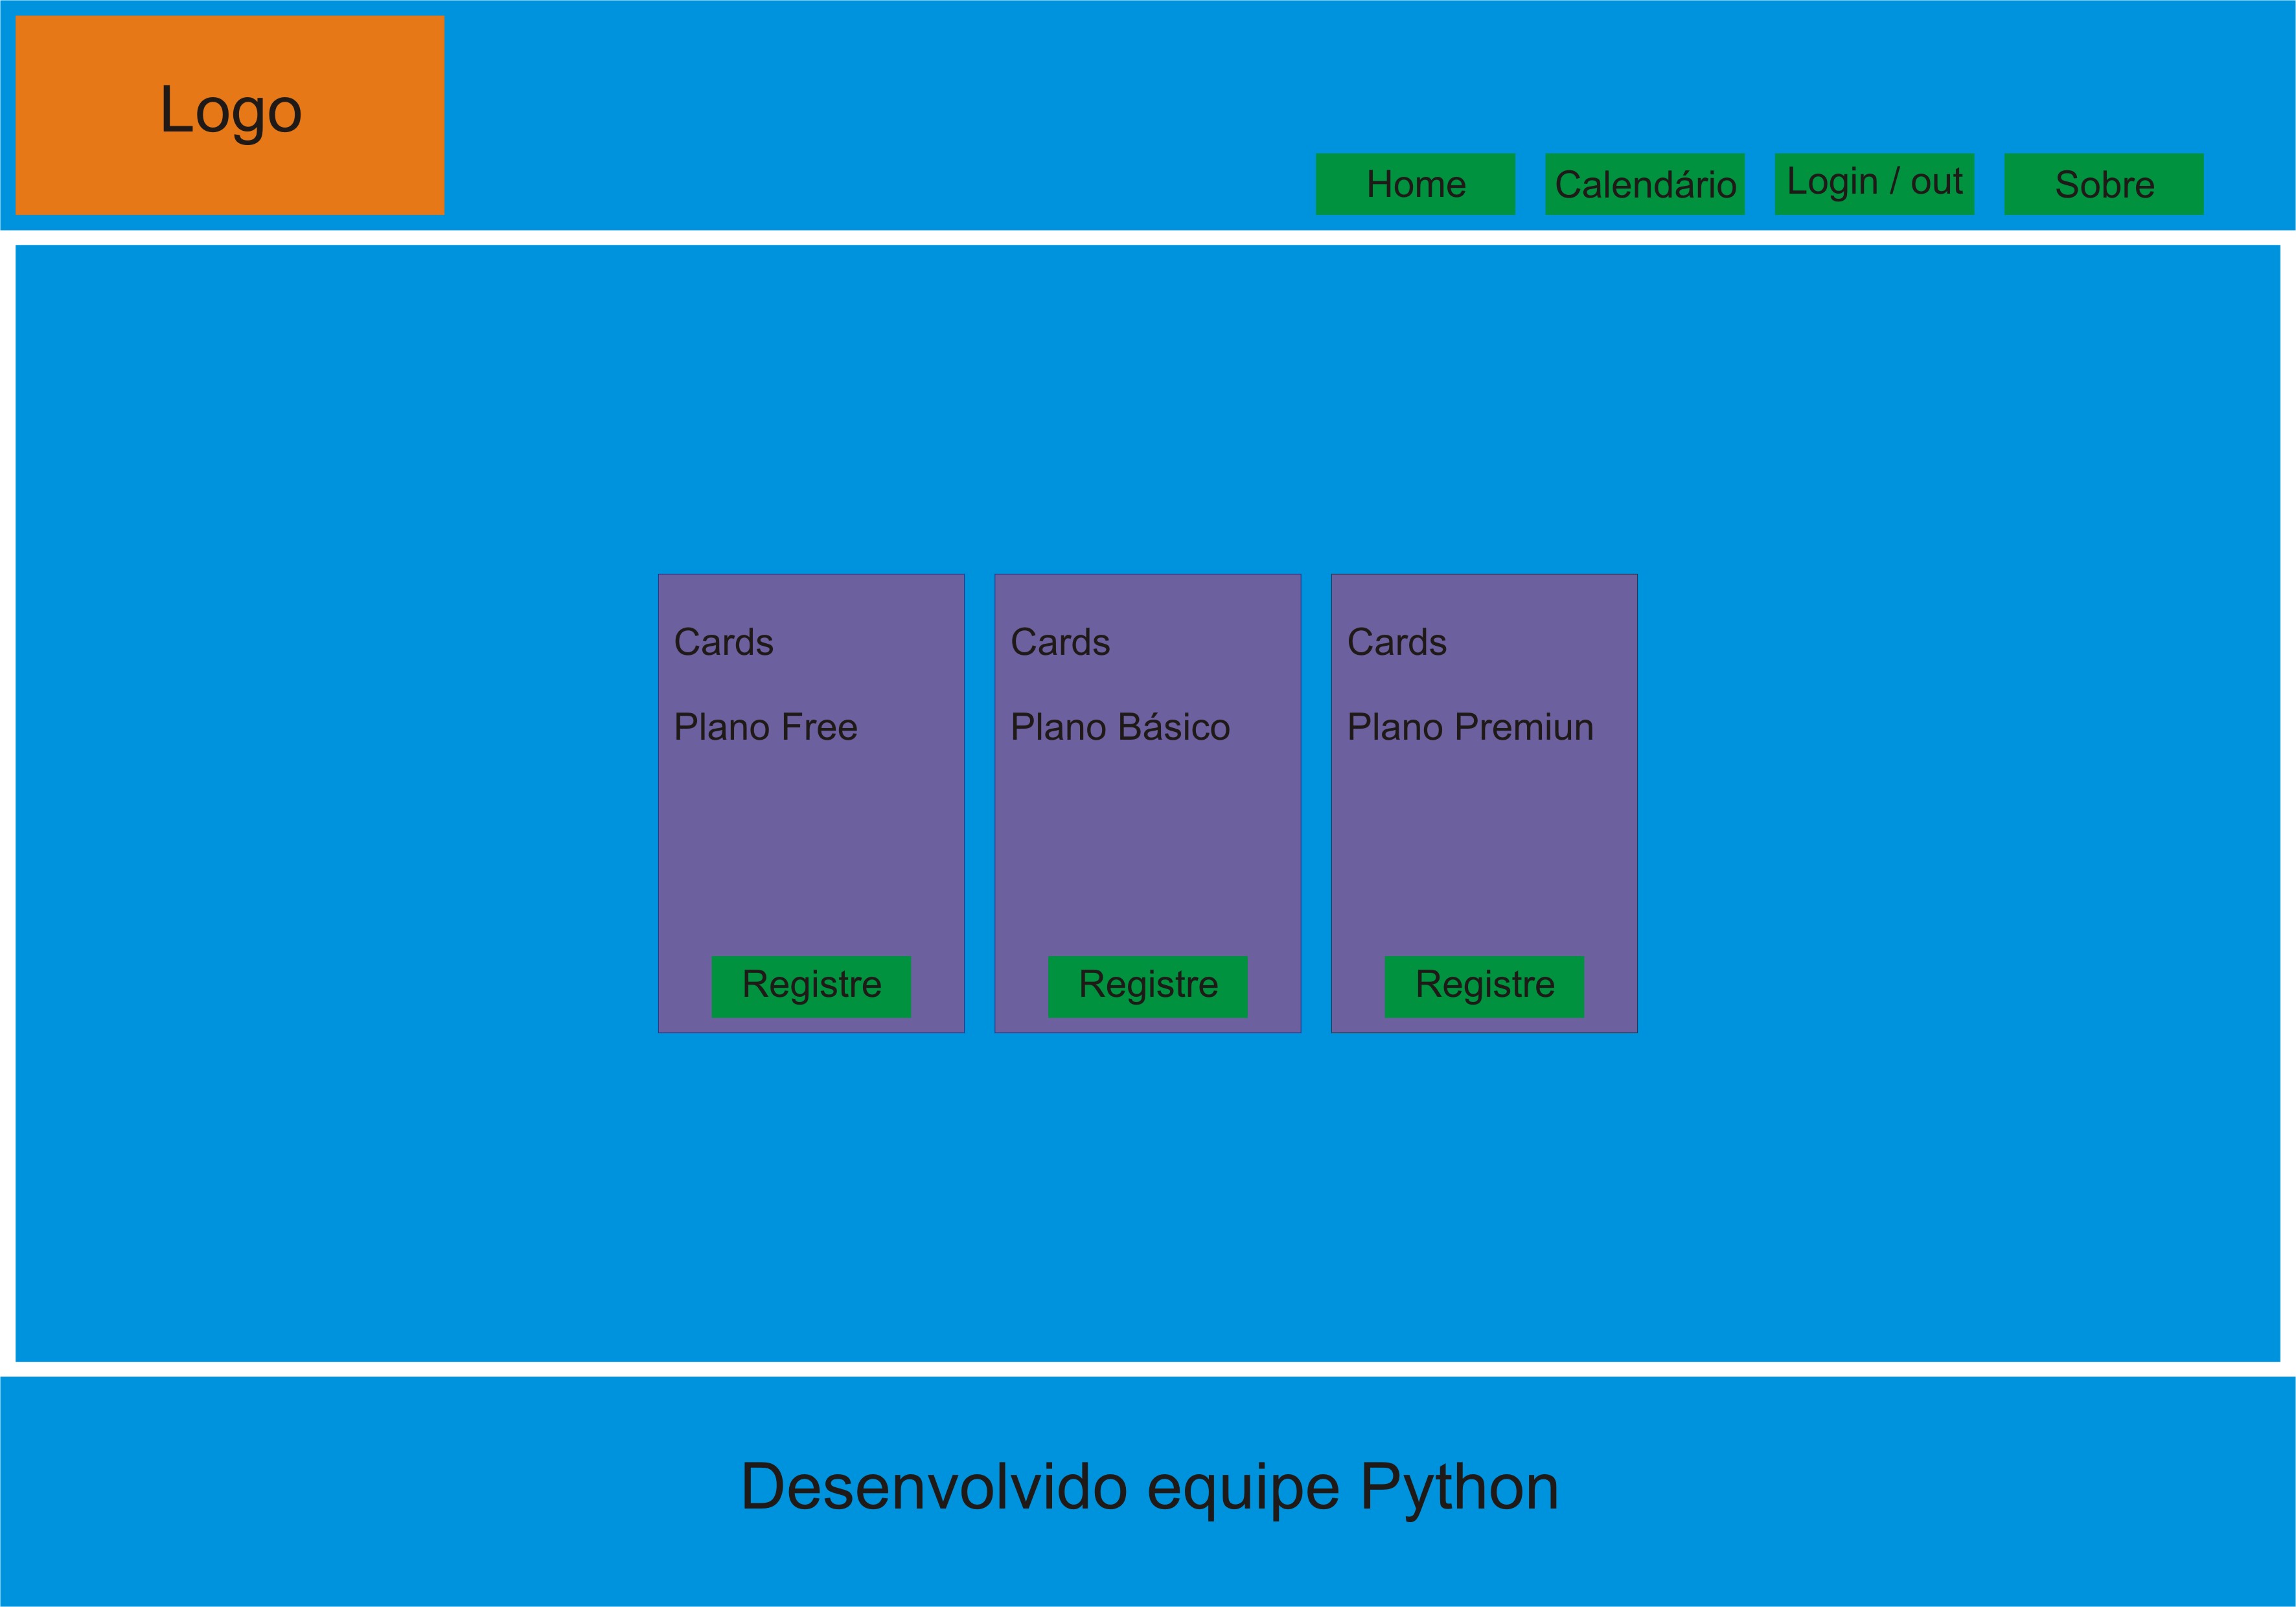 Logo
Home
Calendário
Login / out
Sobre
Cards
Plano Free
Registre
Cards
Plano Básico
Registre
Cards
Plano Premiun
Registre
Desenvolvido equipe Python